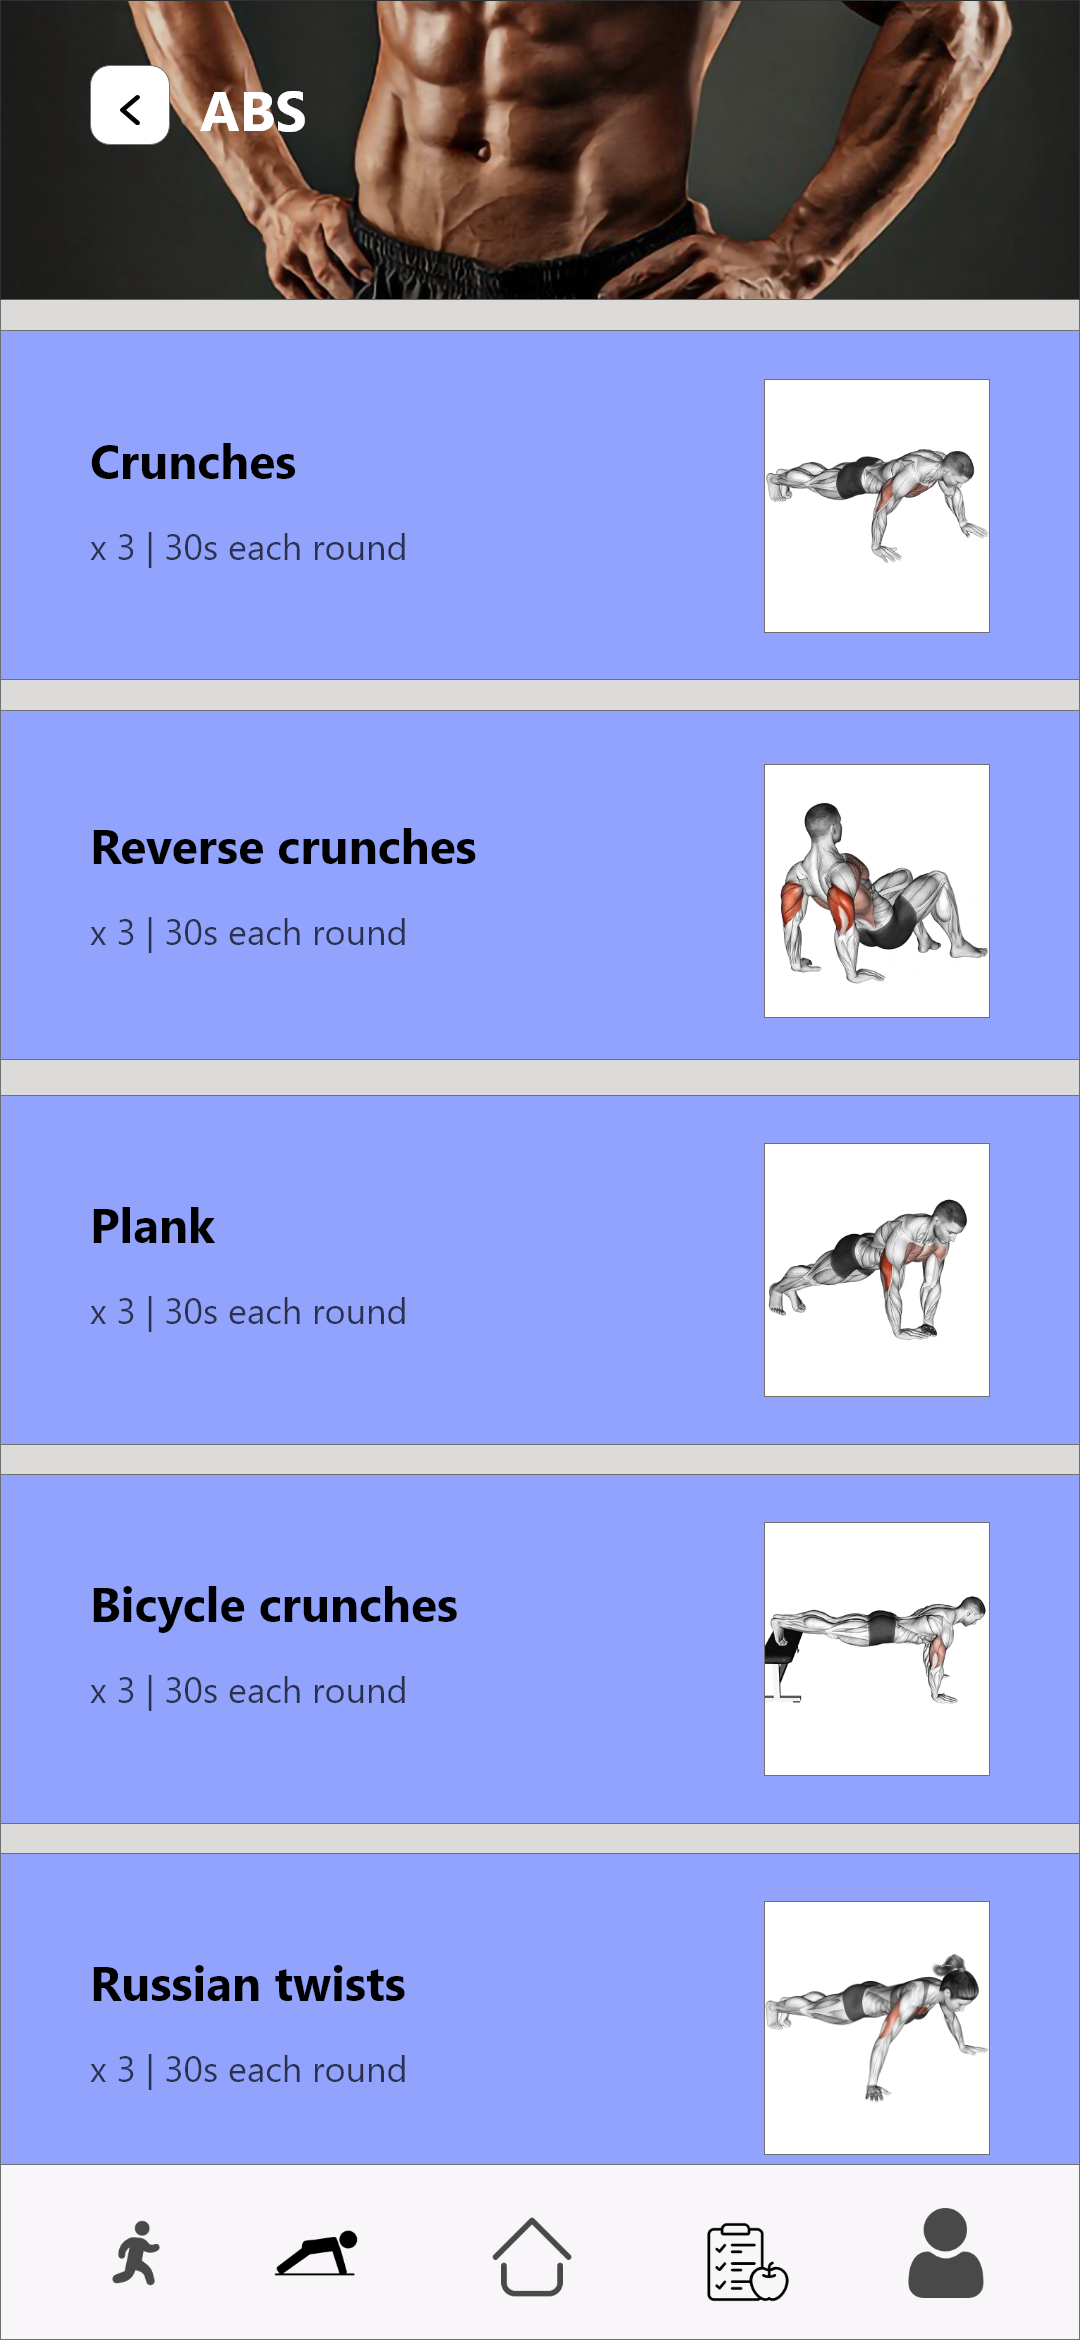 ABS
Crunches
x 3 | 30s each round
Reverse crunches
x 3 | 30s each round
Plank
x 3 | 30s each round
Bicycle crunches
x 3 | 30s each round
Russian twists
x 3 | 30s each round